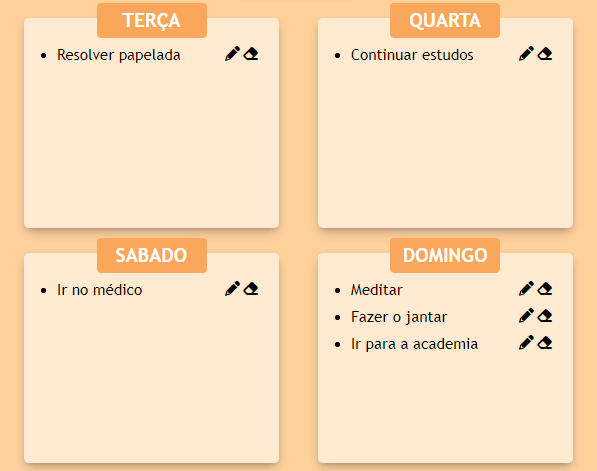 TERÇA
Resolver papelada
QUARTA
Continuar estudos
SABADO
Ir no médico
DOMINGO
Meditar
Fazer o jantar
Ir para a academia